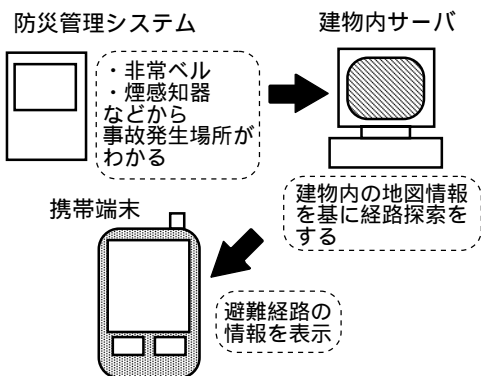 防災管理システム
建物内サーバ
・非常ベル
・煙感知器
などから
事故発生場所が
わかる
建物内の地図情報
を基に経路探索を
する
携帯端末
避難経路の
情報を表示